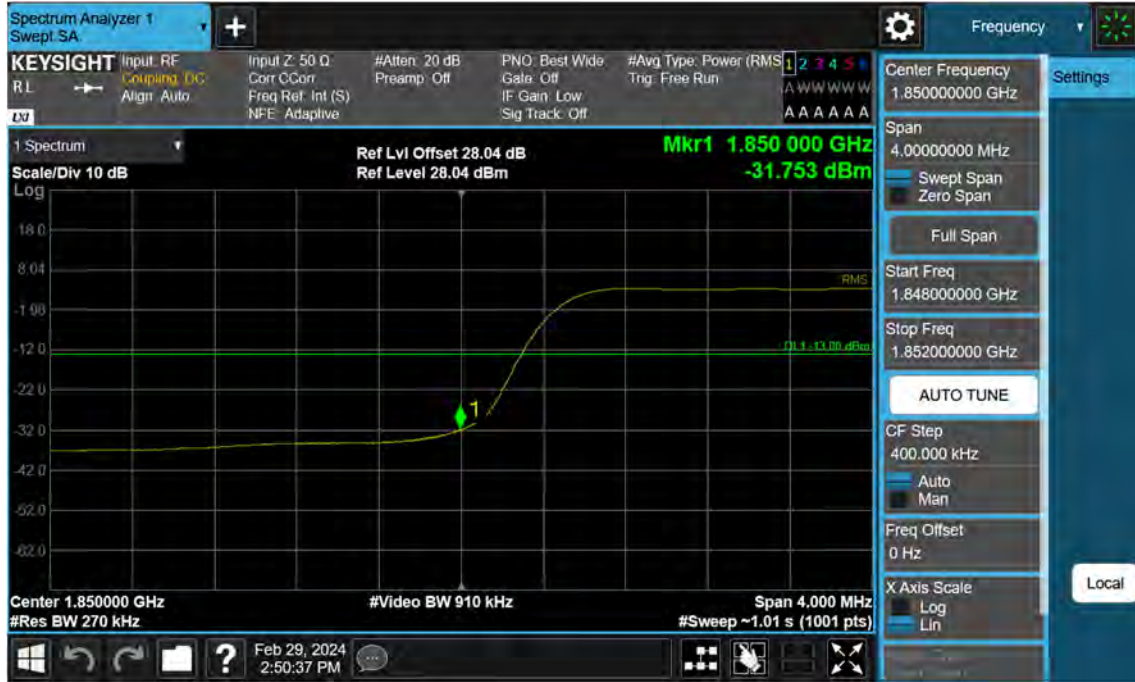 Spectrum Analyzer 1
Swept SA
+
Frequency
KEYSIGHT
RL
LXI
Input: RF
Coupling: DC
Align: Auto
Input Z: 50 Ω
Corr CCorr
Freq Ref: Int (S)
NFE: Adaptive
#Atten: 20 dB
Preamp: Off
PNO: Best Wide
Gate: Off
IF Gain: Low
Sig Track: Off
#Avg Type: Power (RMS
Trig: Free Run
1 2 3 4 5 6
A W W W W W
A A A A A A
1 Spectrum
Scale/Div 10 dB
Log
Ref Lvl Offset 28.04 dB
Ref Level 28.04 dBm
Mkr1 1.850 000 GHz
-31.753 dBm
18.0
8.04
-1.96
-12.0
-22.0
-32.0
-42.0
-52.0
-62.0
RMS
DL1 -13.00 dBm
1
Center 1.850000 GHz
#Res BW 270 kHz
#Video BW 910 kHz
Span 4.000 MHz
#Sweep ~1.01 s (1001 pts)
?
Feb 29, 2024
2:50:37 PM
Center Frequency
1.850000000 GHz
Span
4.00000000 MHz
Swept Span
Zero Span
Full Span
Start Freq
1.848000000 GHz
Stop Freq
1.852000000 GHz
AUTO TUNE
CF Step
400.000 kHz
Auto
Man
Freq Offset
0 Hz
X Axis Scale
Log
Lin
Settings
Local